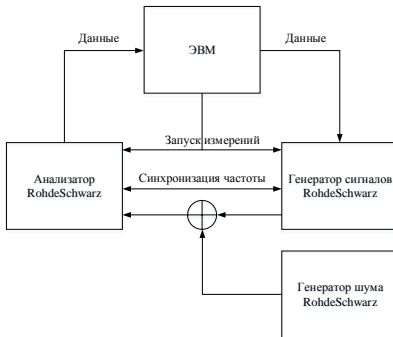 Данные
ЭВМ
Данные
Запуск измерений
Анализатор
RohdeSchwarz
Синхронизация частоты
Генератор сигналов
RohdeSchwarz
Генератор шума
RohdeSchwarz